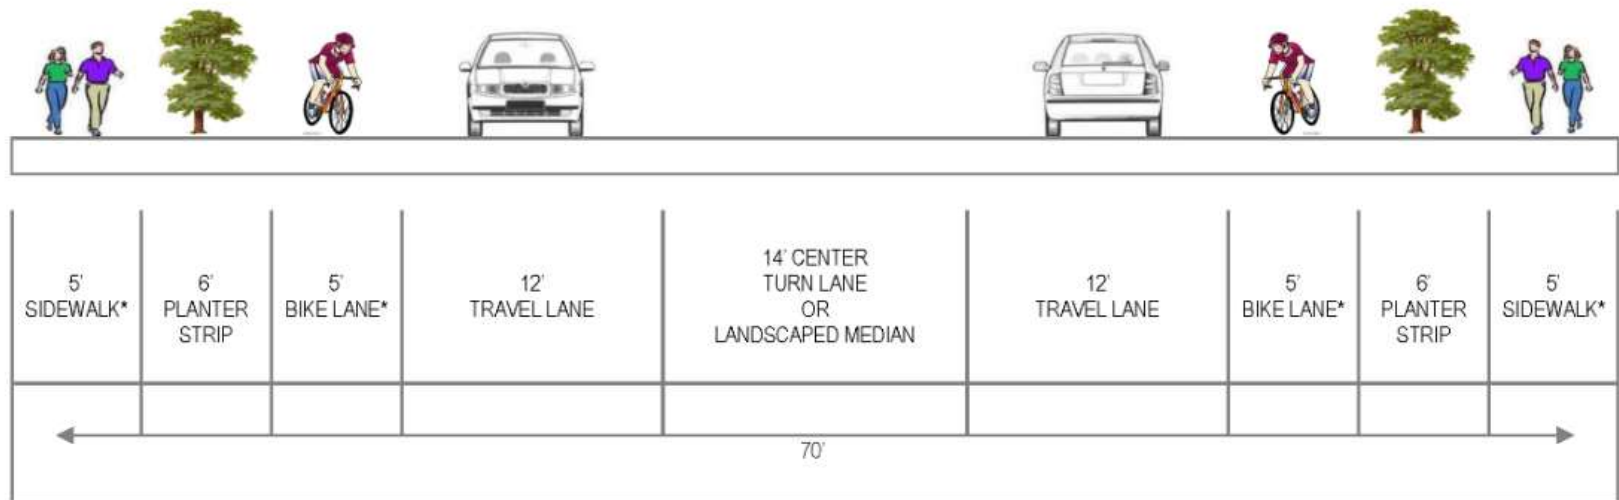 5'
SIDEWALK*
6'
PLANTER
STRIP
5'
BIKE LANE*
12'
TRAVEL LANE
14' CENTER
TURN LANE
OR
LANDSCAPED MEDIAN
12'
TRAVEL LANE
5'
BIKE LANE*
6'
PLANTER
STRIP
5'
SIDEWALK*
70'